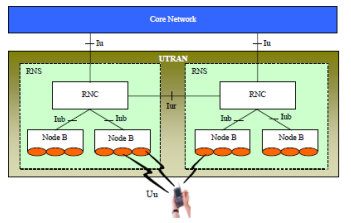 Core Network
Iu Iu
UTRAN
RNS RNS
RNC RNC
Iur
Iub Iub Iub Iub
Node B Node B Node B Node B
Uu